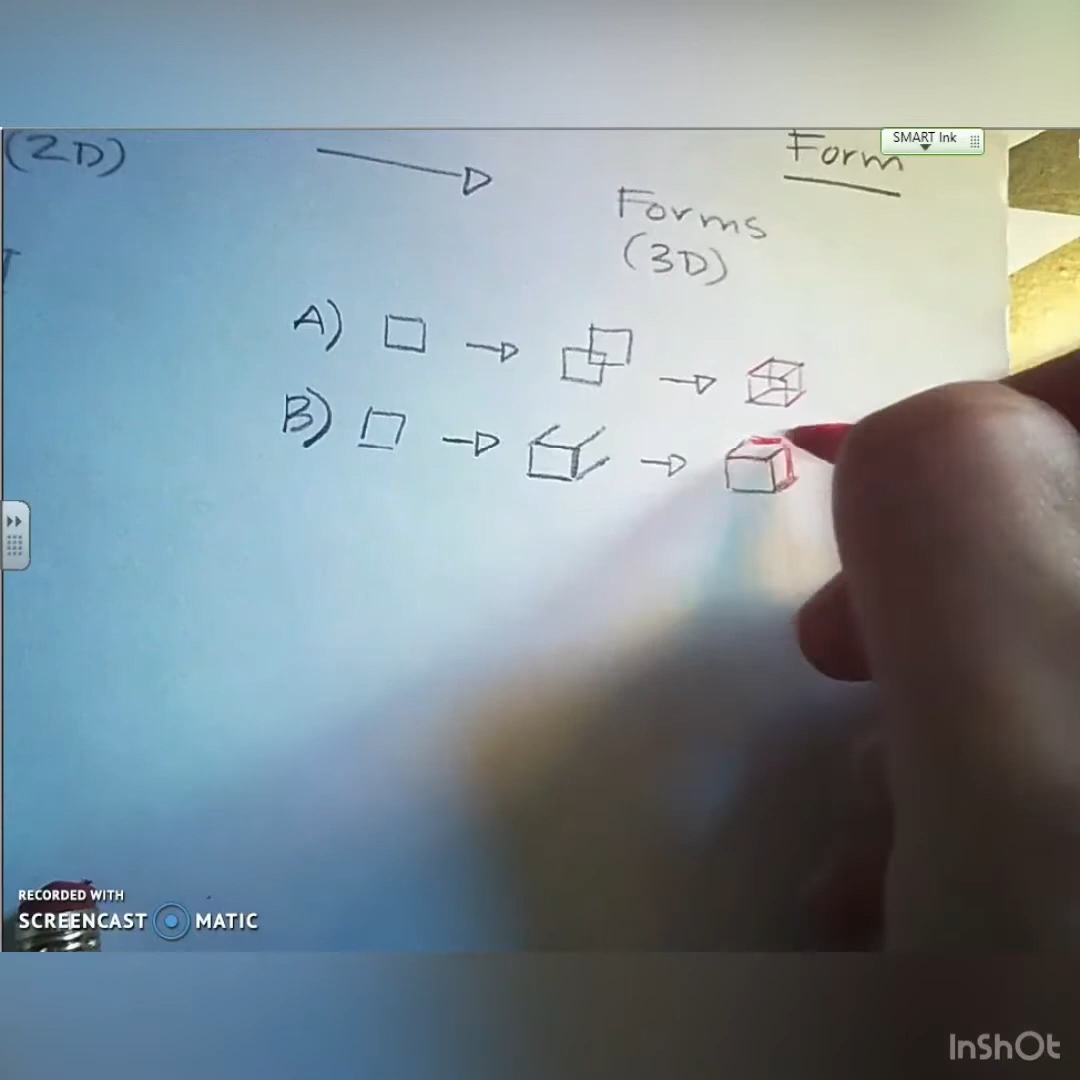 (2D)
SMART Ink
Form
Forms
(3D)
A)
B)
RECORDED WITH
SCREENCAST MATIC
InShOt